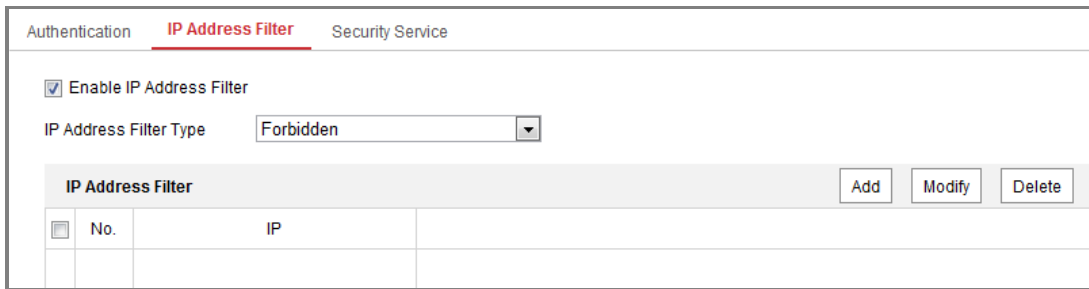 Authentication IP Address Filter Security Service
Enable IP Address Filter
IP Address Filter Type Forbidden
IP Address Filter Add Modify Delete
No. IP